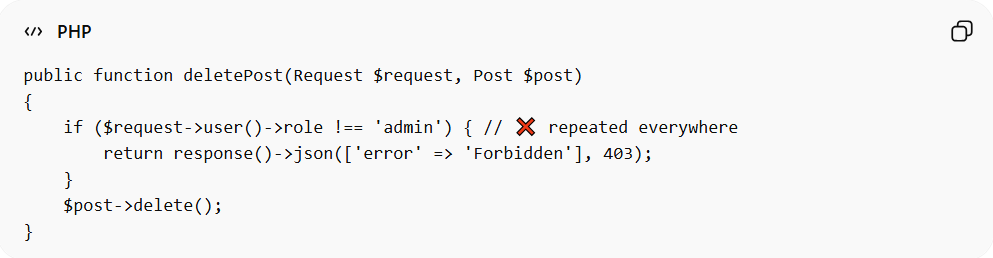 </> PHP
public function deletePost(Request $request, Post $post)
{
    if ($request->user()->role !== 'admin') { // ❌ repeated everywhere
        return response()->json(['error' => 'Forbidden'], 403);
    }
    $post->delete();
}